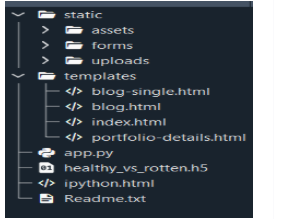 static
assets
forms
uploads
templates
blog-single.html
blog.html
index.html
portfolio-details.html
app.py
healthy_vs_rotten.h5
ipython.html
Readme.txt